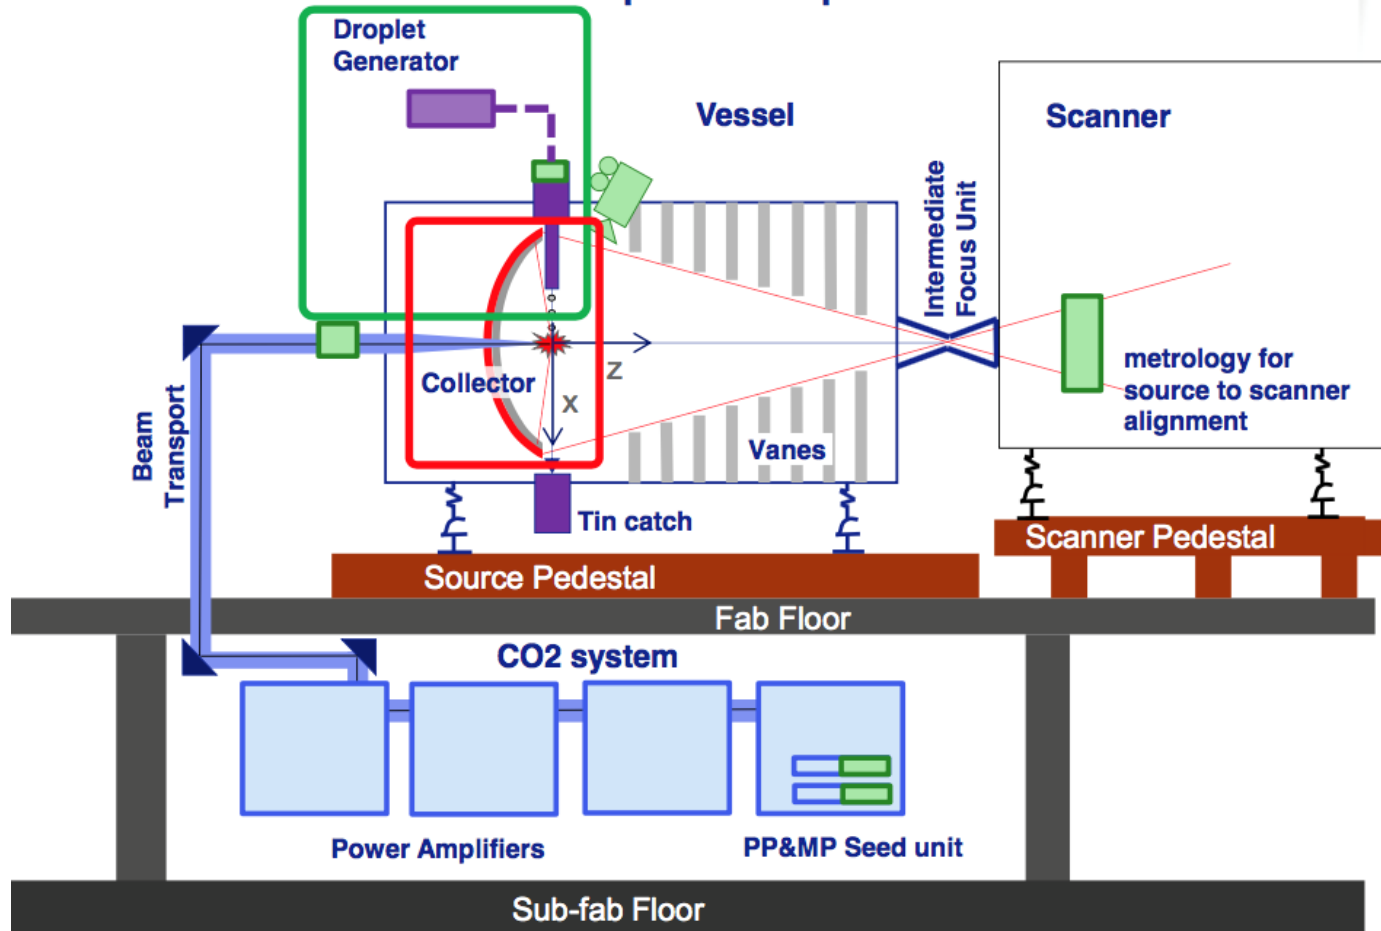 Droplet
Generator
Vessel
Scanner
Intermediate
Focus Unit
Collector
Z
X
metrology for
source to scanner
alignment
Beam
Transport
Vanes
Tin catch
Scanner Pedestal
Source Pedestal
Fab Floor
CO2 system
Power Amplifiers
PP&MP Seed unit
Sub-fab Floor